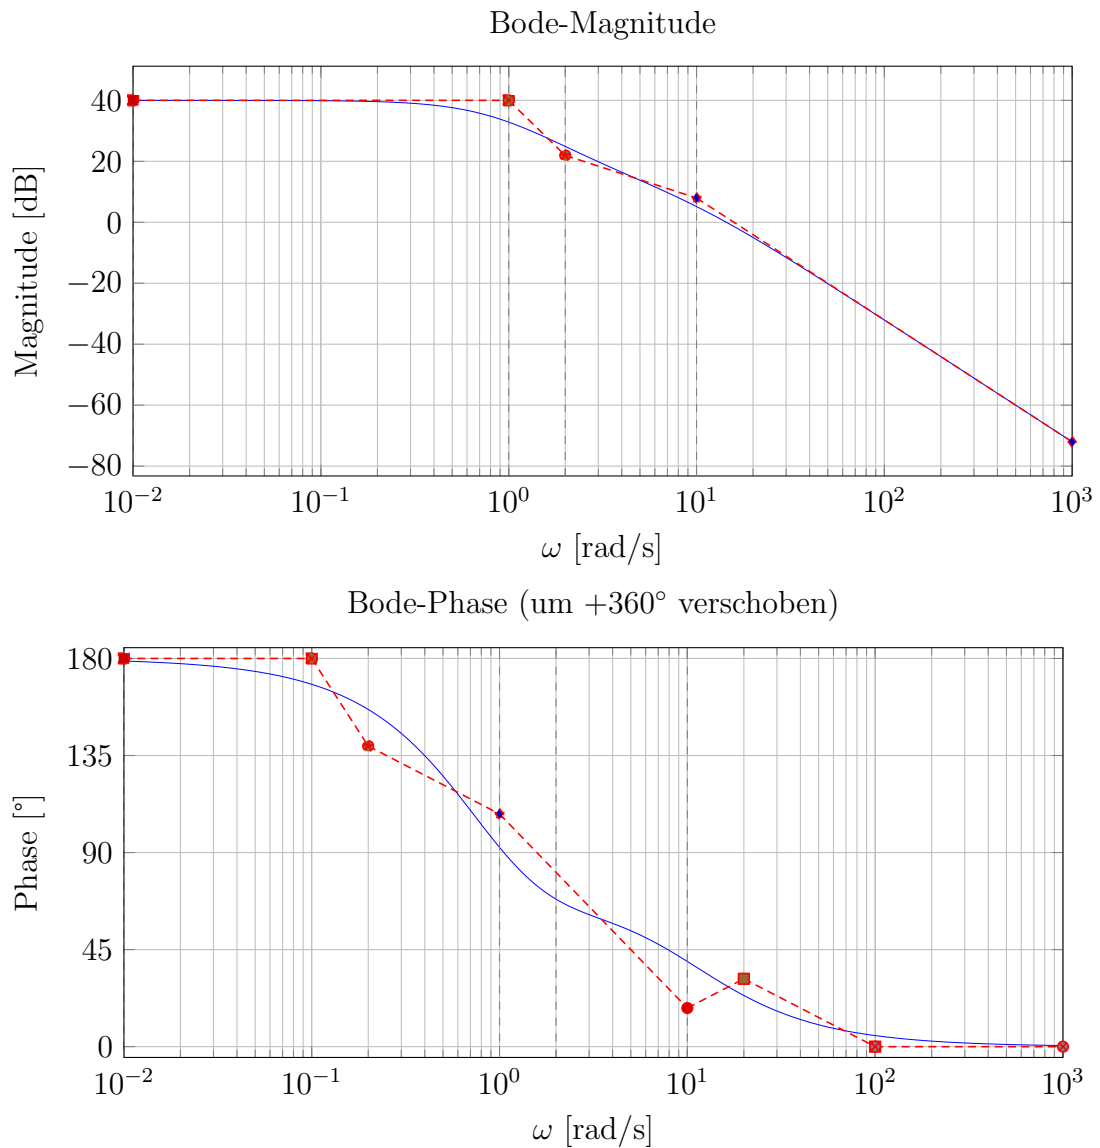 Bode-Magnitude
Magnitude [dB]
40
20
0
−20
−40
−60
−80
10⁻² 10⁻¹ 10⁰ 10¹ 10² 10³
ω [rad/s]
Bode-Phase (um +360° verschoben)
Phase [°]
180
135
90
45
0
10⁻² 10⁻¹ 10⁰ 10¹ 10² 10³
ω [rad/s]